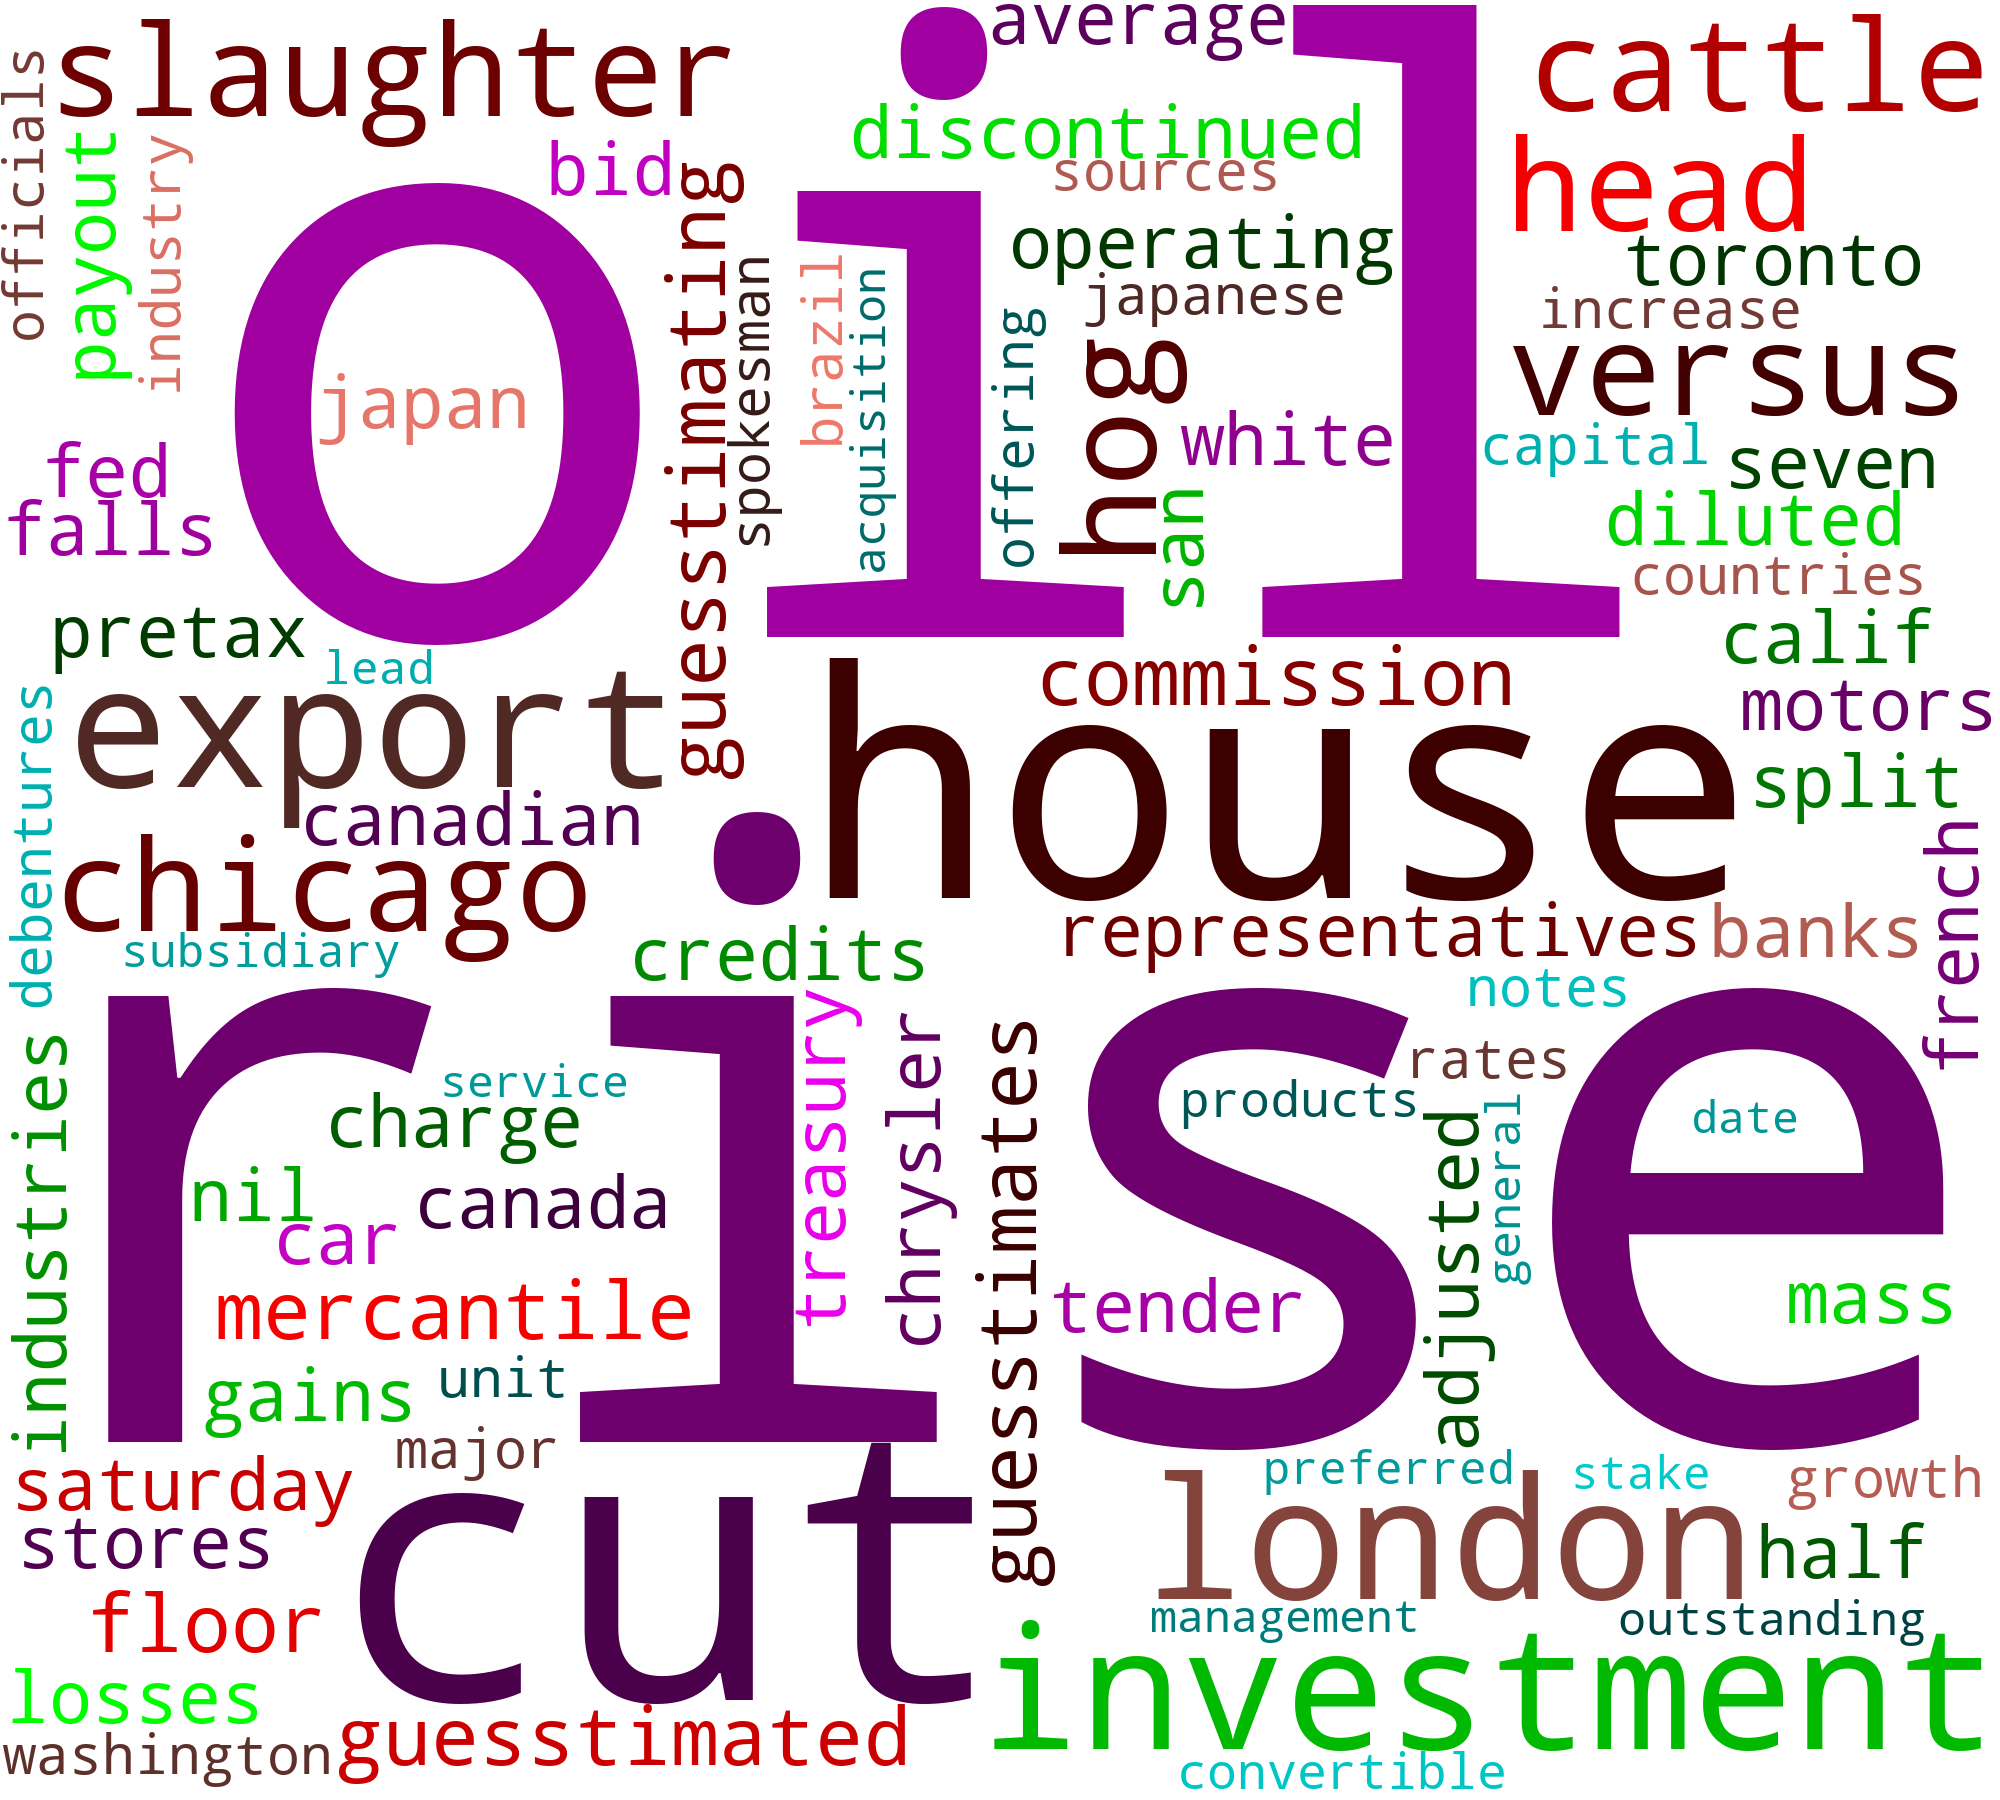 average
slaughter
cattle
officials
discontinued
payout
industry
bid
head
sources
guesstimating
operating
toronto
oil
spokesman
brazil
acquisition
japanese
increase
offering
hog
versus
japan
white
capital
fed
seven
falls
san
diluted
countries
pretax
calif
lead
commission
export
motors
debentures
house
split
canadian
french
chicago
representatives
banks
subsidiary
credits
notes
rise
treasury
chrysler
guesstimates
industries
service
rates
products
charge
general
date
adjusted
nil
canada
car
mercantile
tender
mass
gains
unit
major
preferred
stake
growth
saturday
cut
london
stores
half
floor
management
outstanding
losses
investment
guesstimated
washington
convertible